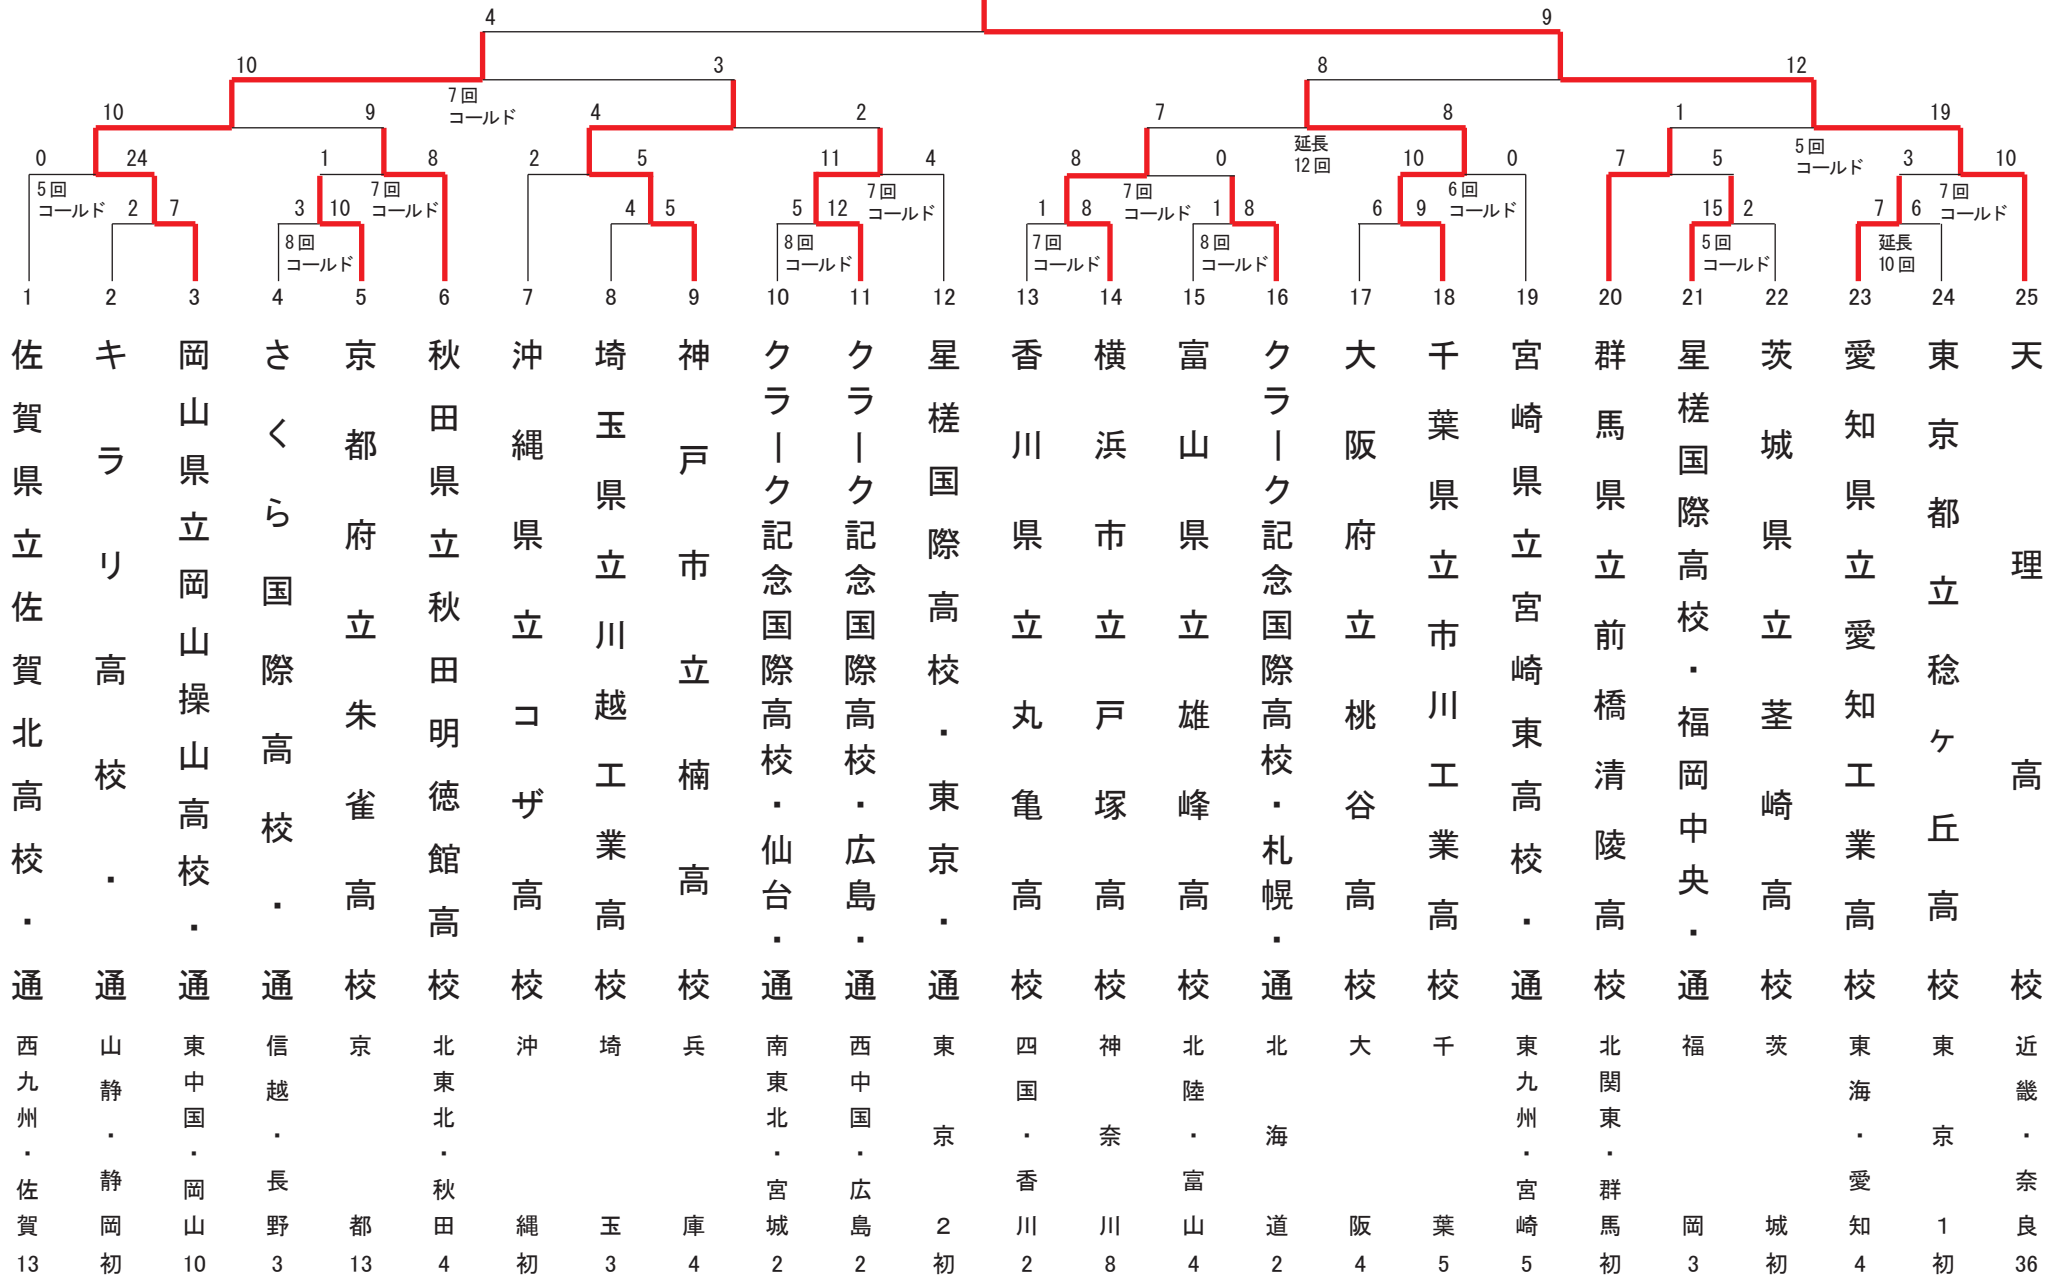 4 9
10 3 8 12
7回
コールド
10 9 4 2 7 8 1 19
延長
12回
5回
コールド
0 24 1 8 2 5 11 4 8 0 10 0 7 5 3 10
5回
コールド
7回
コールド
7回
コールド
7回
コールド
6回
コールド
7回
コールド
2 7 3 10 4 5 5 12 1 8 1 8 6 9 15 2 7 6
8回
コールド
8回
コールド
7回
コールド
8回
コールド
5回
コールド
延長
10回
1 2 3 4 5 6 7 8 9 10 11 12 13 14 15 16 17 18 19 20 21 22 23 24 25
佐賀県立佐賀北高校・通
西九州・佐賀
13
キラリ高校・通
山静・静岡
初
岡山県立岡山操山高校・通
東中国・岡山
10
さくら国際高校・通
信越・長野
3
京都府立朱雀高校
京都
13
秋田県立秋田明徳館高校
北東北・秋田
4
沖縄県立コザ高校
沖縄
初
埼玉県立川越工業高校
埼玉
3
神戸市立楠高校
兵庫
4
クラーク記念国際高校・仙台・通
南東北・宮城
2
クラーク記念国際高校・広島・通
西中国・広島
2
星槎国際高校・東京・通
東京2
初
香川県立丸亀高校
四国・香川
2
横浜市立戸塚高校
神奈川
8
富山県立雄峰高校
北陸・富山
4
クラーク記念国際高校・札幌・通
北海道
2
大阪府立桃谷高校
大阪
4
千葉県立市川工業高校
千葉
5
宮崎県立宮崎東高校・通
東九州・宮崎
5
群馬県立前橋清陵高校
北関東・群馬
初
星槎国際高校・福岡中央・通
福岡
3
茨城県立茎崎高校
茨城
初
愛知県立愛知工業高校
東海・愛知
4
東京都立稔ヶ丘高校
東京1
初
天理高校
近畿・奈良
36